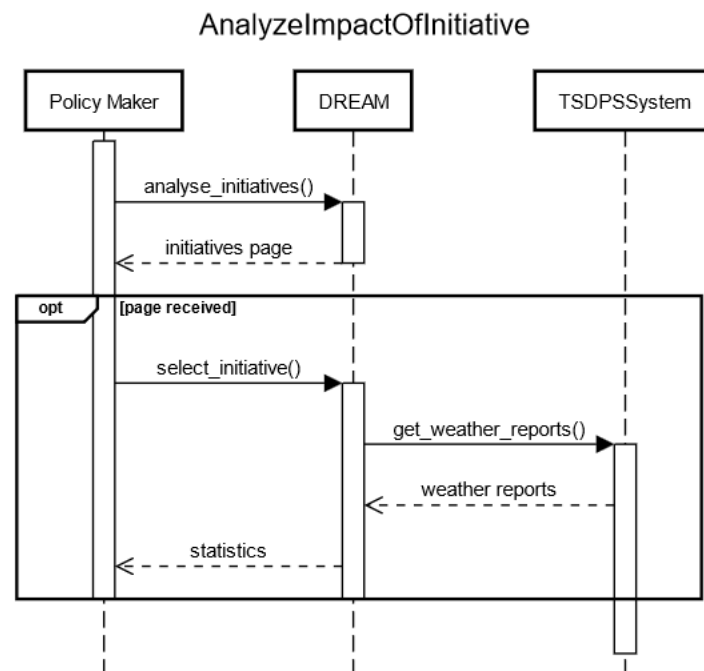 AnalyzeImpactOfInitiative
Policy Maker
DREAM
TSDPSSystem
analyse_initiatives()
initiatives page
opt
[page received]
select_initiative()
get_weather_reports()
weather reports
statistics